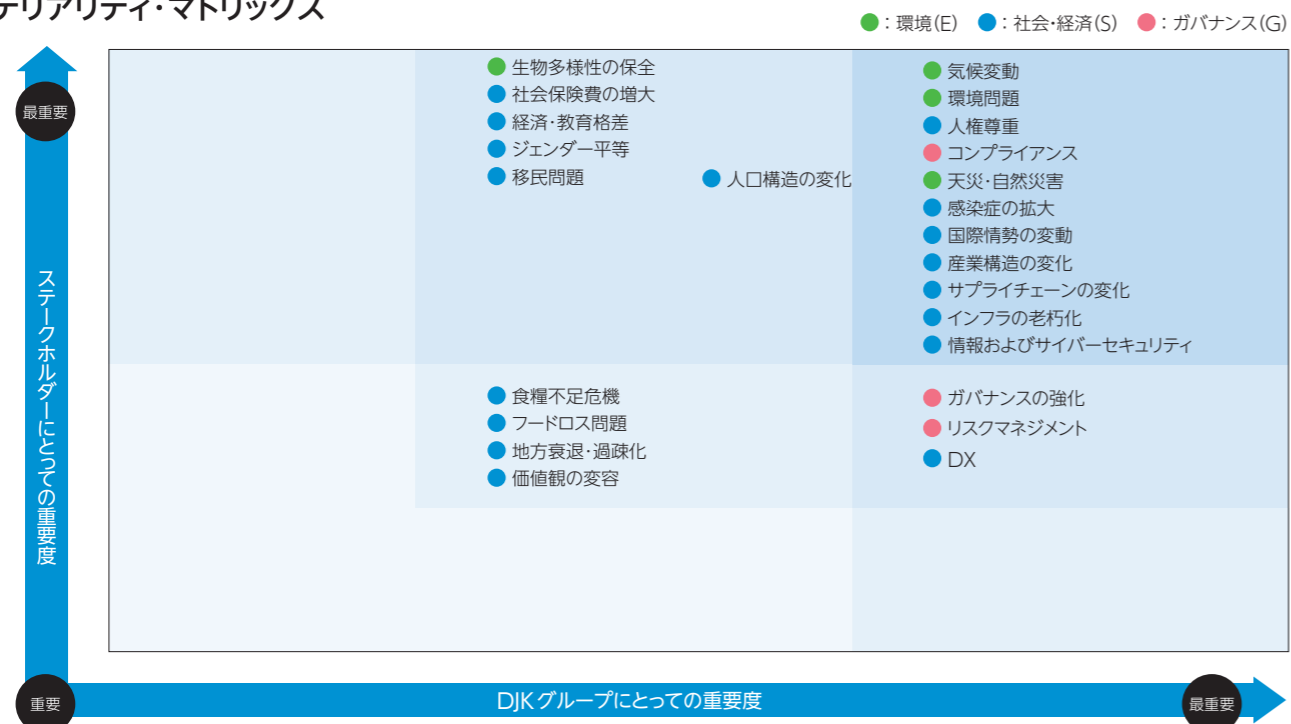 テリアリティ・マトリックス
●：環境(E) ●：社会・経済(S) ●：ガバナンス(G)
最重要
ステークホルダーにとっての重要度
重要
生物多様性の保全
社会保険費の増大
経済・教育格差
ジェンダー平等
移民問題
人口構造の変化
気候変動
環境問題
人権尊重
コンプライアンス
天災・自然災害
感染症の拡大
国際情勢の変動
産業構造の変化
サプライチェーンの変化
インフラの老朽化
情報およびサイバーセキュリティ
食糧不足危機
フードロス問題
地方衰退・過疎化
価値観の変容
ガバナンスの強化
リスクマネジメント
DX
DJKグループにとっての重要度
最重要